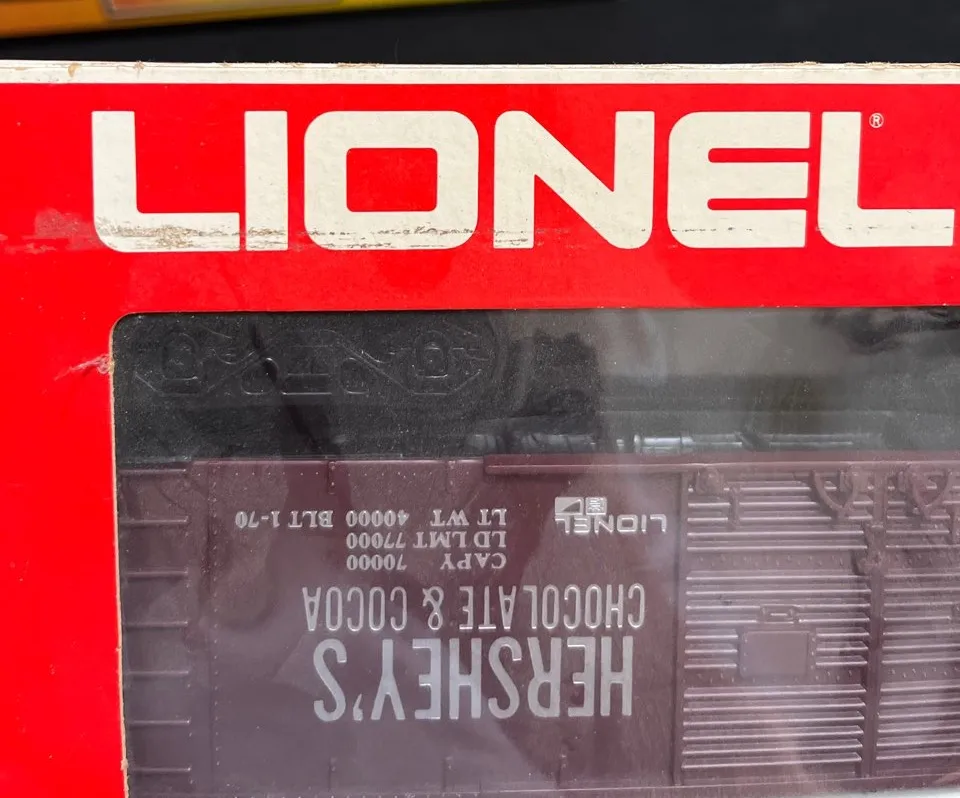 LIONEL®
HERSHEY'S
CHOCOLATE & COCOA
CAPY 70000
LD LMT 77000
LT WT 40000 BLT 1-70
LIONEL